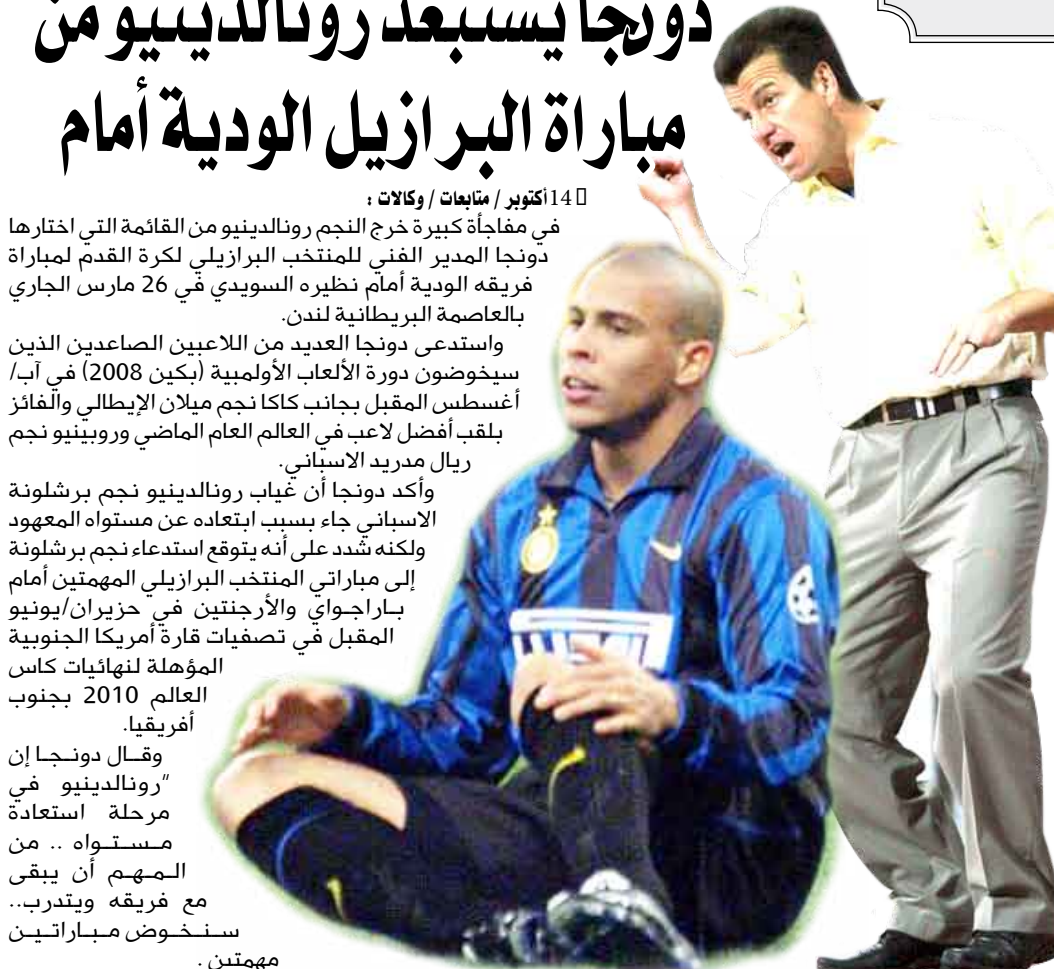 دونجا يستبعد رونالدينيو من
مباراة البرازيل الودية أمام
14 أكتوبر / متابعات / وكالات :
في مفاجأة كبيرة خرج النجم رونالدينيو من القائمة التي اختارها
دونجا المدير الفني للمنتخب البرازيلي لكرة القدم لمباراة
فريقه الودية أمام نظيره السويدي في 26 مارس الجاري
بالعاصمة البريطانية لندن.
واستدعى دونجا العديد من اللاعبين الصاعدين الذين
سيخوضون دورة الألعاب الأولمبية (بكين 2008) في آب/
أغسطس المقبل بجانب كاكا نجم ميلان الإيطالي والفائز
بلقب أفضل لاعب في العالم العام الماضي وروبينيو نجم
ريال مدريد الاسباني.
وأكد دونجا أن غياب رونالدينيو نجم برشلونة
الاسباني جاء بسبب ابتعاده عن مستواه المعهود
ولكنه شدد على أنه يتوقع استدعاء نجم برشلونة
إلى مباراتي المنتخب البرازيلي المهمتين أمام
باراجواي والأرجنتين في حزيران/يونيو
المقبل في تصفيات قارة أمريكا الجنوبية
المؤهلة لنهائيات كاس
العالم 2010 بجنوب
أفريقيا.
وقال دونجا إن
"رونالدينيو في
مرحلة استعادة
مستواه .. من
المهم أن يبقى
مع فريقه ويتدرب..
سنخوض مباراتين
مهمتين .